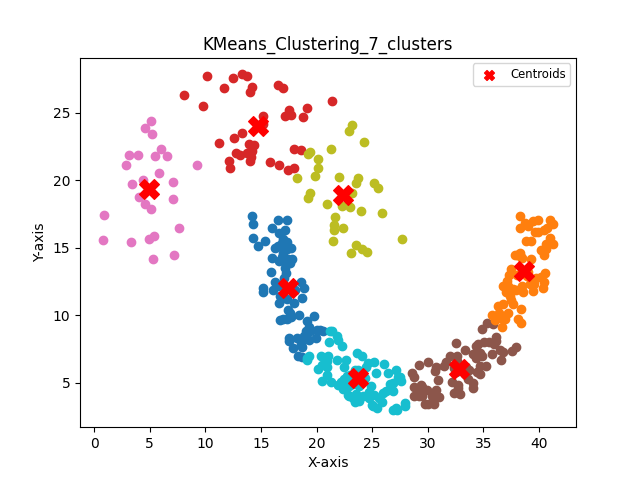 KMeans_Clustering_7_clusters
Centroids
25
20
15
10
5
Y-axis
0 5 10 15 20 25 30 35 40
X-axis